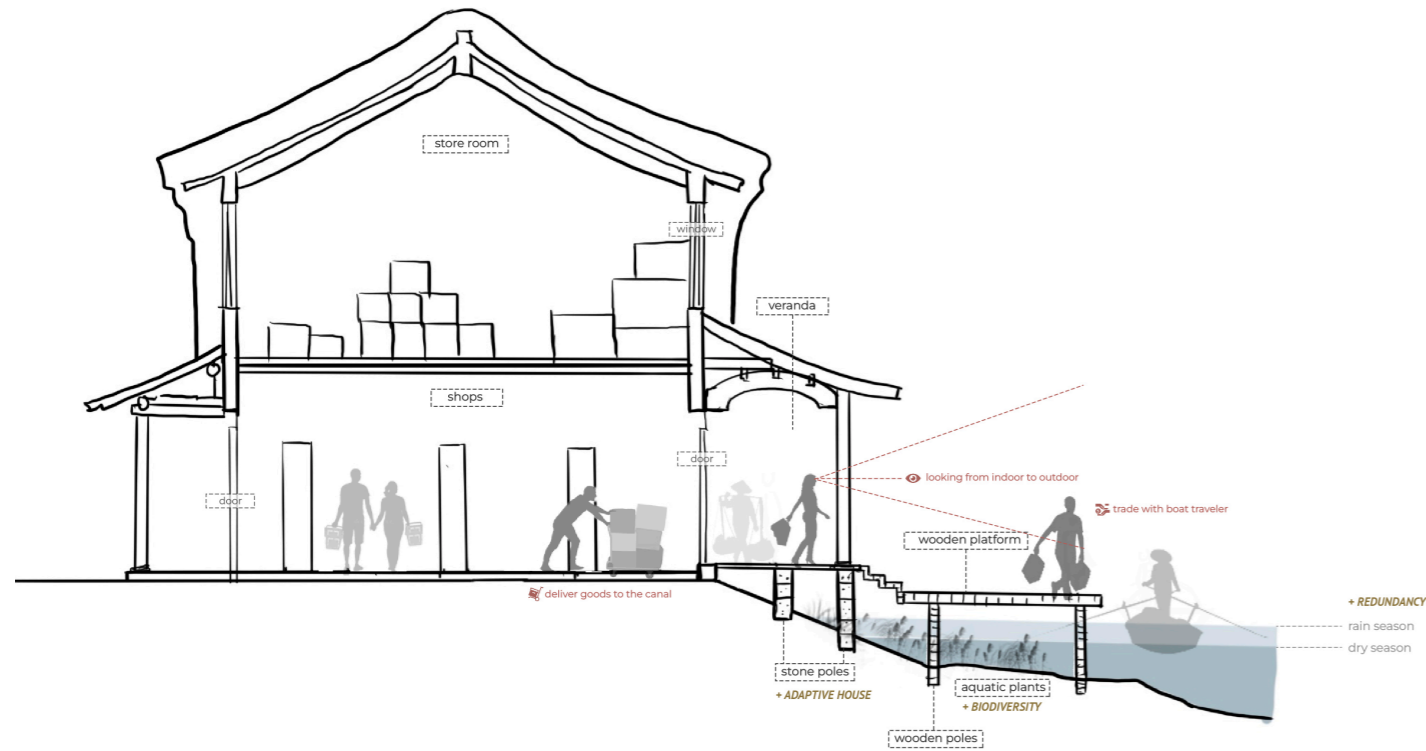 store room
window
veranda
shops
door
door
looking from indoor to outdoor
trade with boat traveler
wooden platform
deliver goods to the canal
+ REDUNDANCY
rain season
dry season
stone poles
+ ADAPTIVE HOUSE
aquatic plants
+ BIODIVERSITY
wooden poles